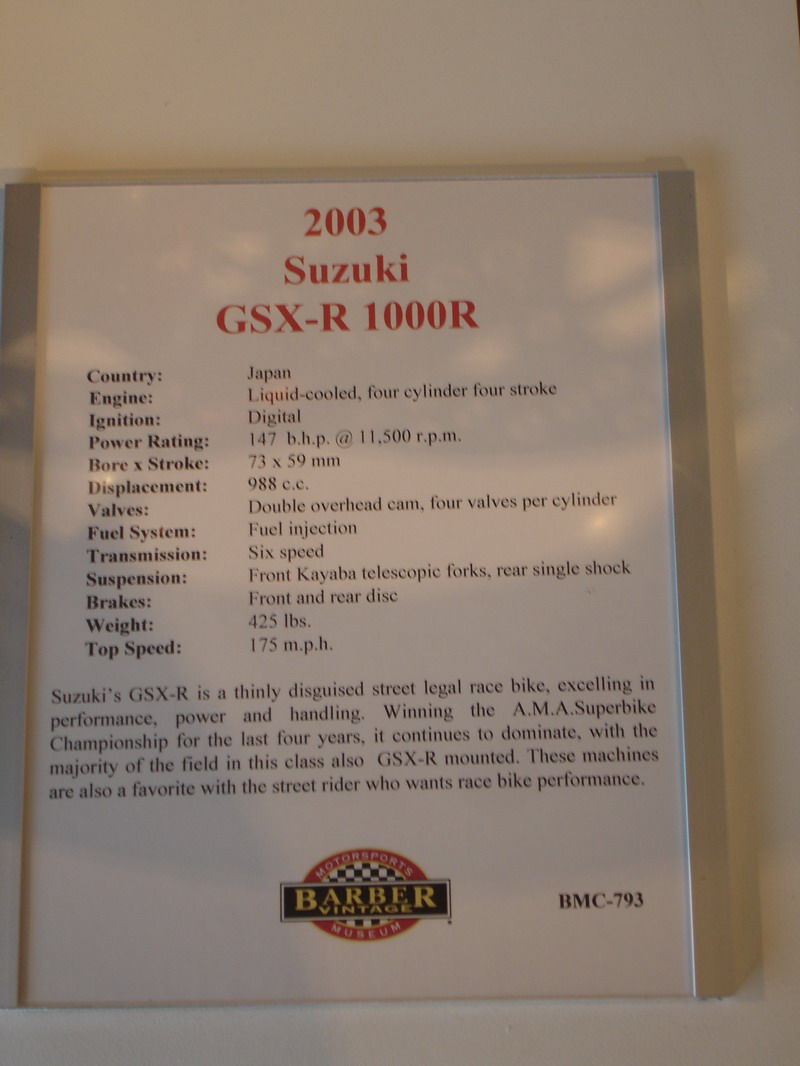 2003
Suzuki
GSX-R 1000R
Country: Japan
Engine: Liquid-cooled, four cylinder four stroke
Ignition: Digital
Power Rating: 147 b.h.p. @ 11,500 r.p.m.
Bore x Stroke: 73 x 59 mm
Displacement: 988 c.c.
Valves: Double overhead cam, four valves per cylinder
Fuel System: Fuel injection
Transmission: Six speed
Suspension: Front Kayaba telescopic forks, rear single shock
Brakes: Front and rear disc
Weight: 425 lbs.
Top Speed: 175 m.p.h.
Suzuki's GSX-R is a thinly disguised street legal race bike, excelling in
performance, power and handling. Winning the A.M.A.Superbike
Championship for the last four years, it continues to dominate, with the
majority of the field in this class also GSX-R mounted. These machines
are also a favorite with the street rider who wants race bike performance.
MOTORSPORTS
BARBER
VINTAGE
MUSEUM
BMC-793